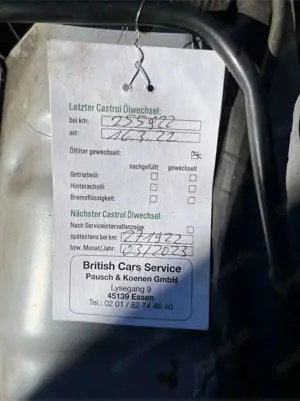 Letzter Castrol Ölwechsel:
bei km: 255922
am: 16.3.22
Ölfilter gewechselt:
nachgefüllt gewechselt
Getriebeöl:
Hinterachsöl:
Bremsflüssigkeit:
Nächster Castrol Ölwechsel:
Nach Serviceintervallanzeige
spätestens bei km: 271922
bzw. Monat/Jahr: 03/2023
British Cars Service
Pausch & Koenen GmbH
Lysegang 9
45139 Essen
Tel.: 02 01 / 82 74 46 40